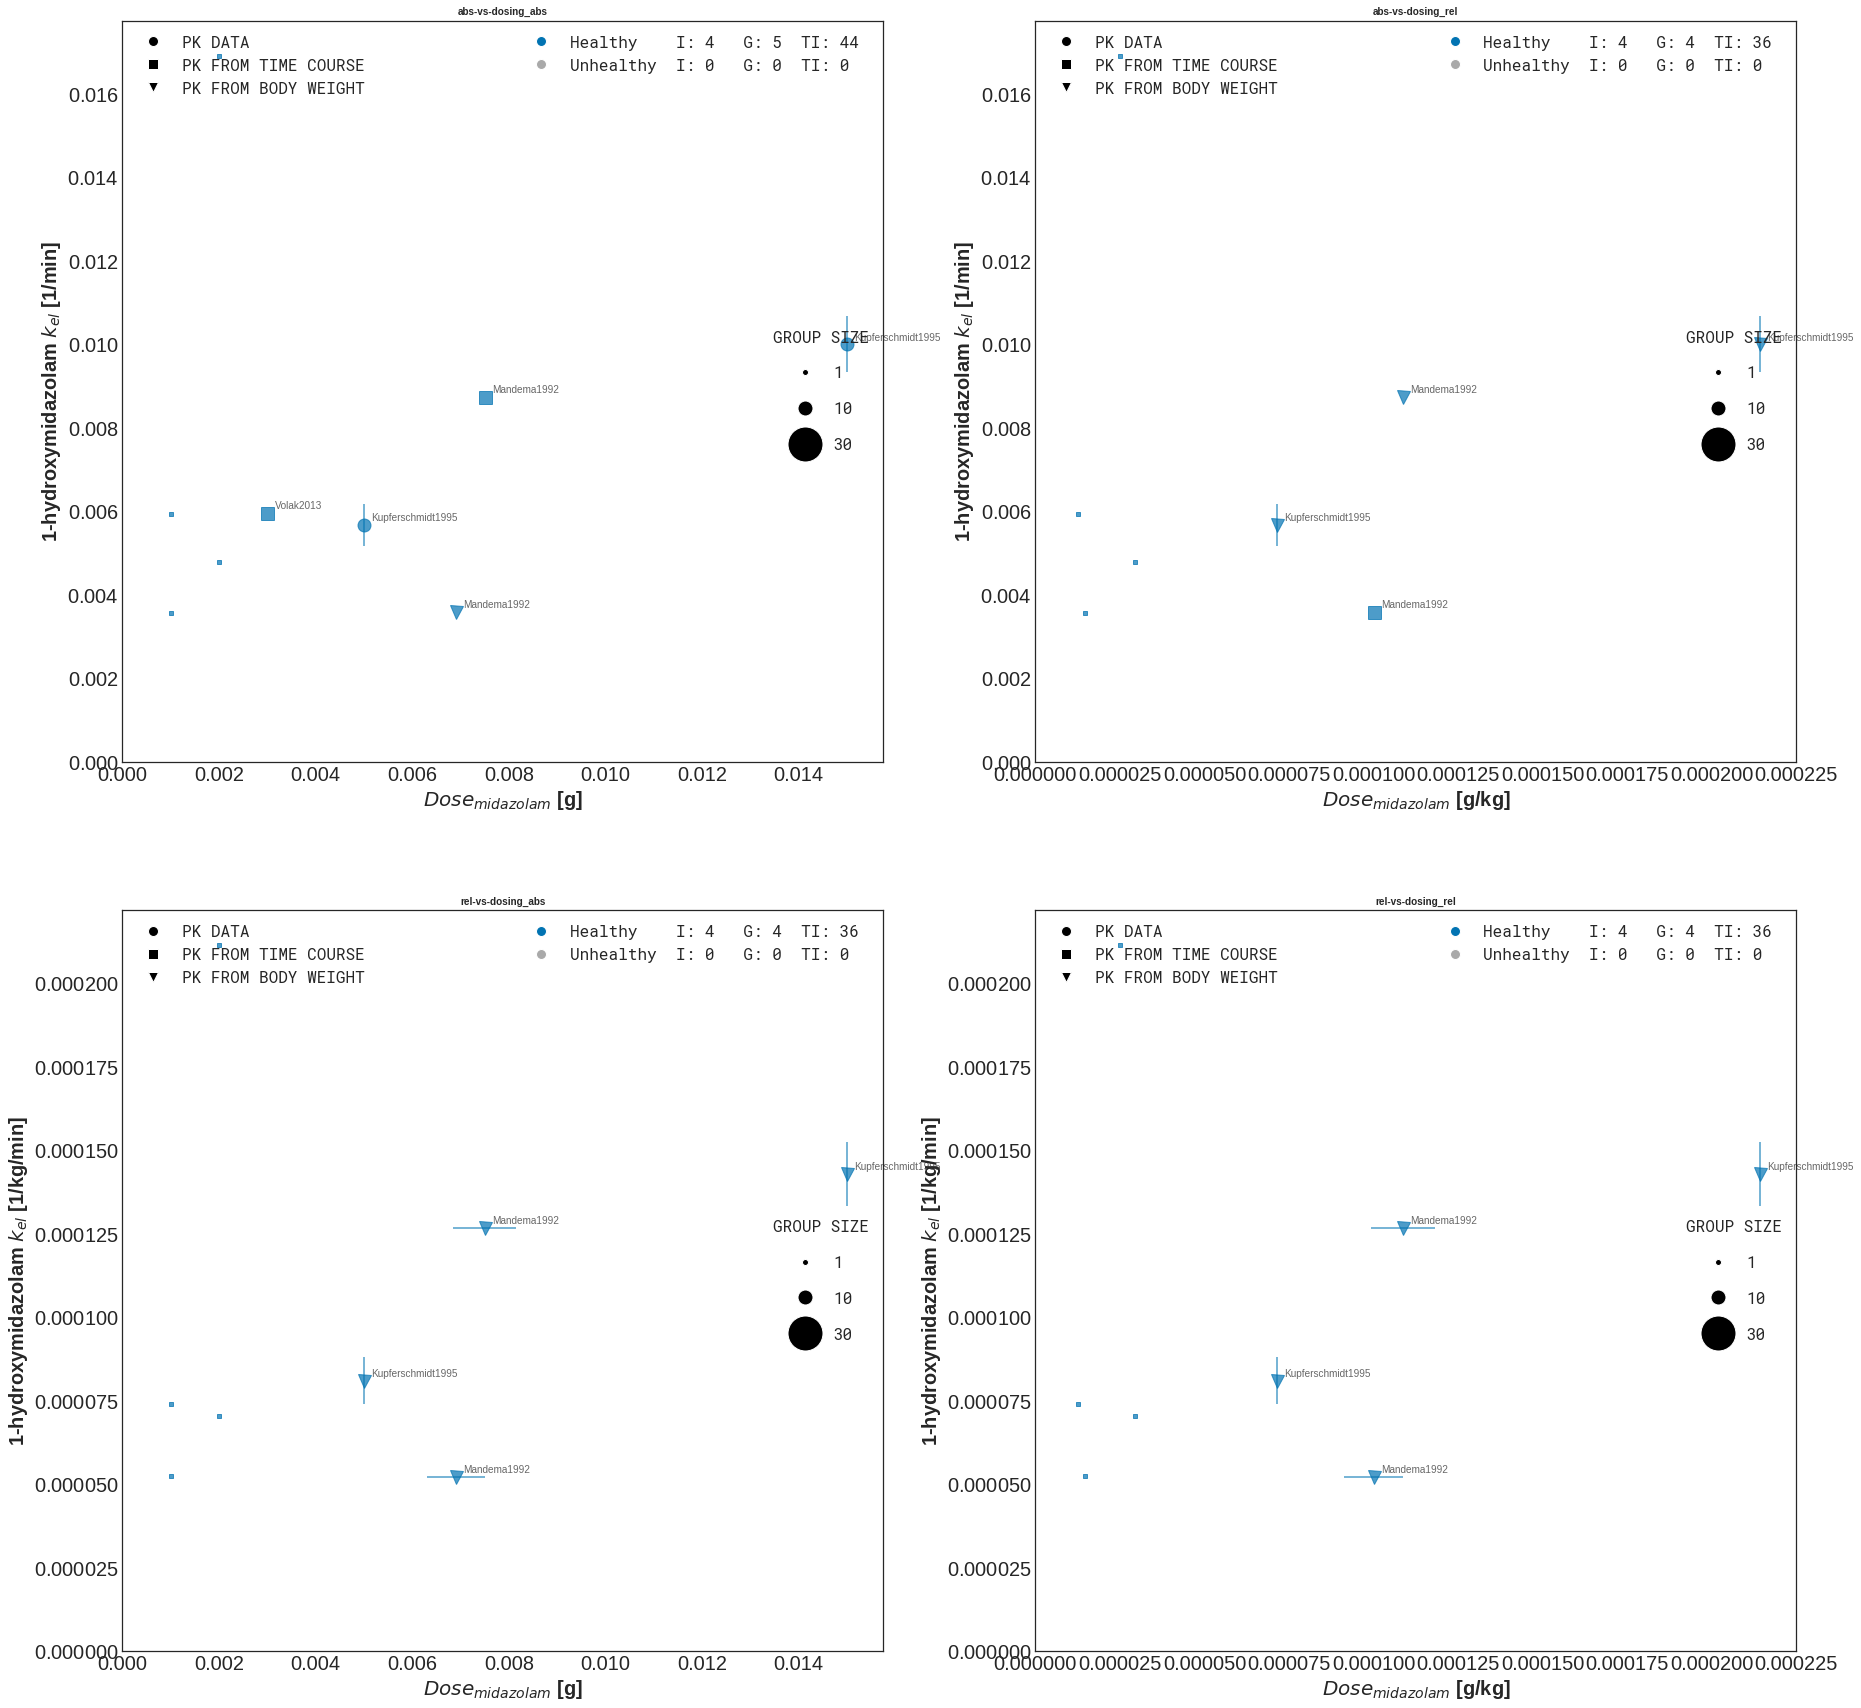 abs-vs-dosing_abs
PK DATA
PK FROM TIME COURSE
PK FROM BODY WEIGHT
Healthy I: 4 G: 5 TI: 44
Unhealthy I: 0 G: 0 TI: 0
0.016
0.014
0.012
0.010
0.008
0.006
0.004
0.002
0.000
1-hydroxymidazolam k_el [1/min]
Kupferschmidt1995
Mandema1992
Volak2013
Kupferschmidt1995
Mandema1992
GROUP SIZE
1
10
30
0.000 0.002 0.004 0.006 0.008 0.010 0.012 0.014
Dose_midazolam [g]
abs-vs-dosing_rel
PK DATA
PK FROM TIME COURSE
PK FROM BODY WEIGHT
Healthy I: 4 G: 4 TI: 36
Unhealthy I: 0 G: 0 TI: 0
0.016
0.014
0.012
0.010
0.008
0.006
0.004
0.002
0.000
1-hydroxymidazolam k_el [1/min]
Kupferschmidt1995
Mandema1992
Kupferschmidt1995
Mandema1992
GROUP SIZE
1
10
30
0.000000 0.000025 0.000050 0.000075 0.000100 0.000125 0.000150 0.000175 0.000200 0.000225
Dose_midazolam [g/kg]
rel-vs-dosing_abs
PK DATA
PK FROM TIME COURSE
PK FROM BODY WEIGHT
Healthy I: 4 G: 4 TI: 36
Unhealthy I: 0 G: 0 TI: 0
0.000200
0.000175
0.000150
0.000125
0.000100
0.000075
0.000050
0.000025
0.000000
1-hydroxymidazolam k_el [1/kg/min]
Kupferschmidt1995
Mandema1992
Kupferschmidt1995
Mandema1992
GROUP SIZE
1
10
30
0.000 0.002 0.004 0.006 0.008 0.010 0.012 0.014
Dose_midazolam [g]
rel-vs-dosing_rel
PK DATA
PK FROM TIME COURSE
PK FROM BODY WEIGHT
Healthy I: 4 G: 4 TI: 36
Unhealthy I: 0 G: 0 TI: 0
0.000200
0.000175
0.000150
0.000125
0.000100
0.000075
0.000050
0.000025
0.000000
1-hydroxymidazolam k_el [1/kg/min]
Kupferschmidt1995
Mandema1992
Kupferschmidt1995
Mandema1992
GROUP SIZE
1
10
30
0.000000 0.000025 0.000050 0.000075 0.000100 0.000125 0.000150 0.000175 0.000200 0.000225
Dose_midazolam [g/kg]